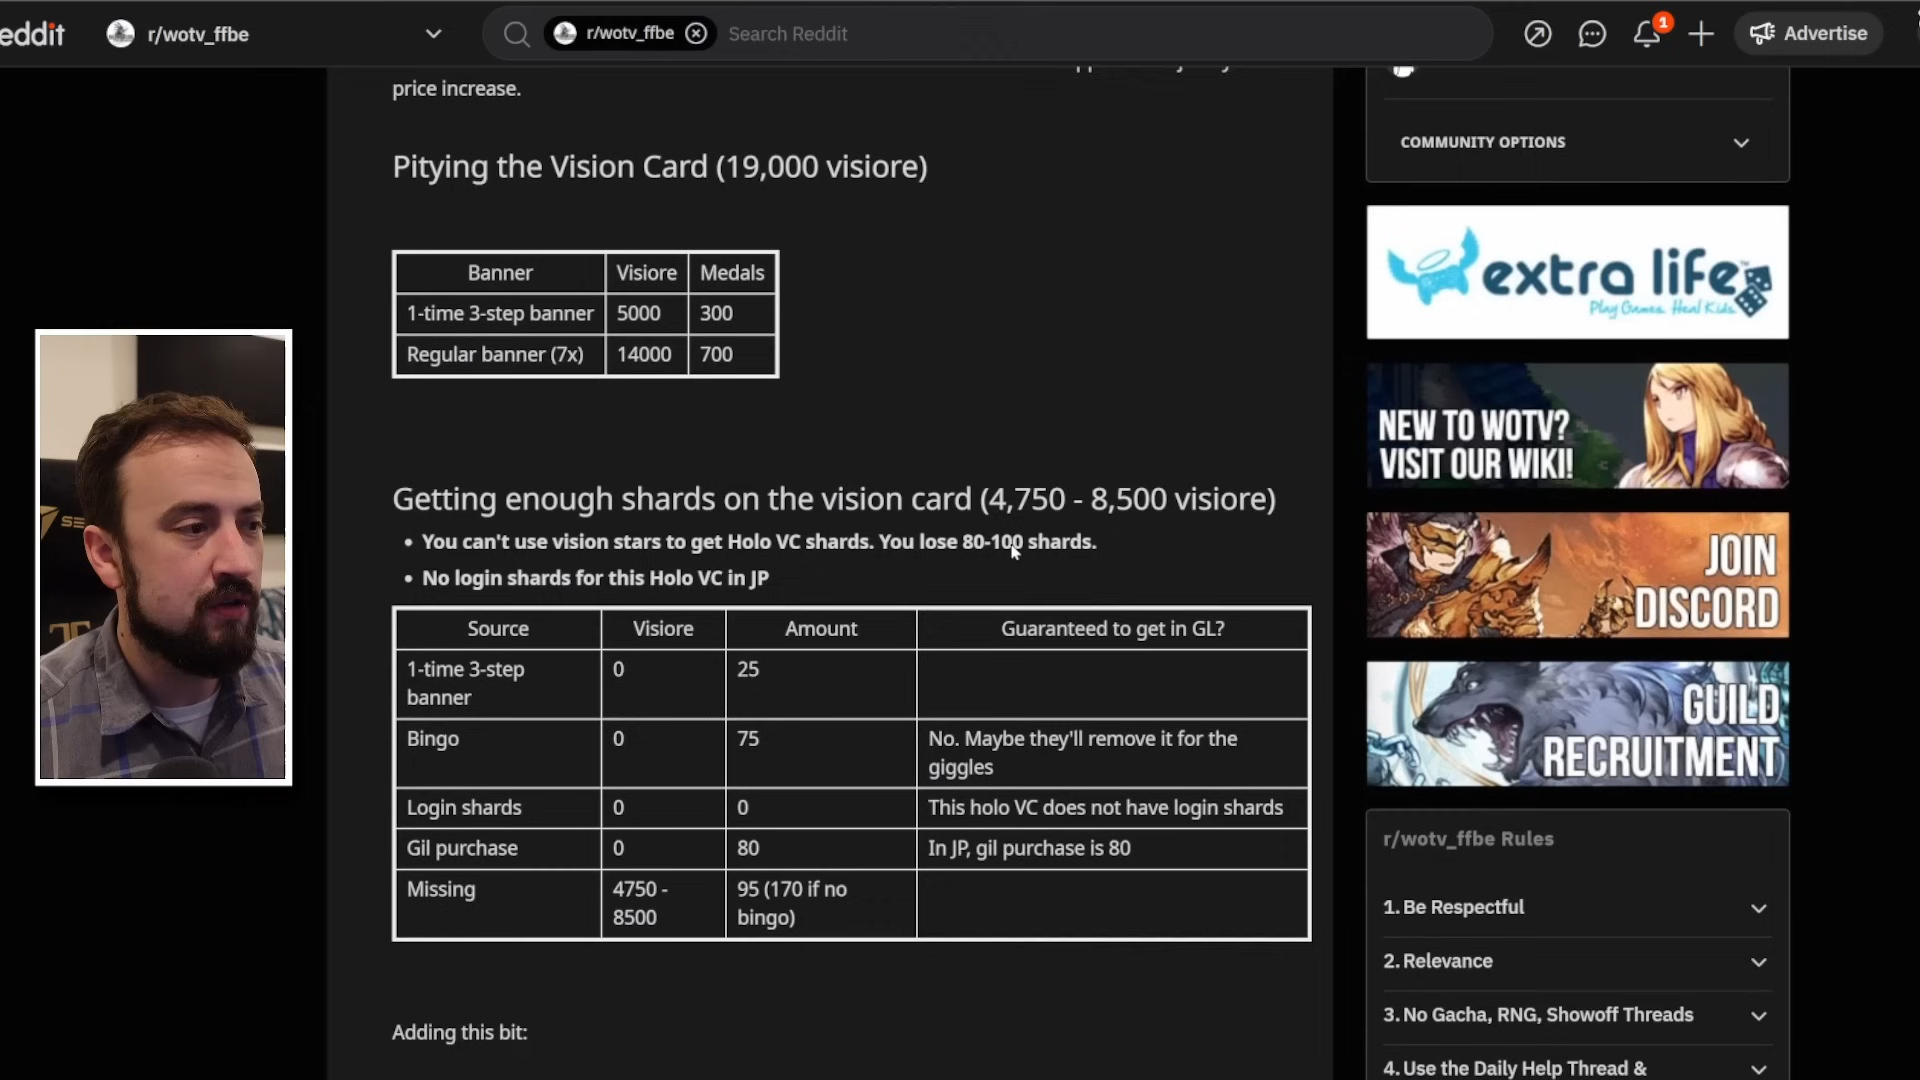 eddit
r/wotv_ffbe
r/wotv_ffbe
Search Reddit
1
Advertise
price increase.
Pitying the Vision Card (19,000 visiore)
Banner Visiore Medals
1-time 3-step banner 5000 300
Regular banner (7x) 14000 700
Getting enough shards on the vision card (4,750 - 8,500 visiore)
• You can't use vision stars to get Holo VC shards. You lose 80-100 shards.
• No login shards for this Holo VC in JP
Source Visiore Amount Guaranteed to get in GL?
1-time 3-step
banner
0 25
Bingo 0 75 No. Maybe they'll remove it for the
giggles
Login shards 0 0 This holo VC does not have login shards
Gil purchase 0 80 In JP, gil purchase is 80
Missing 4750 -
8500
95 (170 if no
bingo)
Adding this bit:
COMMUNITY OPTIONS
extra life
Play Games. Heal Kids.
NEW TO WOTV?
VISIT OUR WIKI!
JOIN
DISCORD
GUILD
RECRUITMENT
r/wotv_ffbe Rules
1. Be Respectful
2. Relevance
3. No Gacha, RNG, Showoff Threads
4. Use the Daily Help Thread &